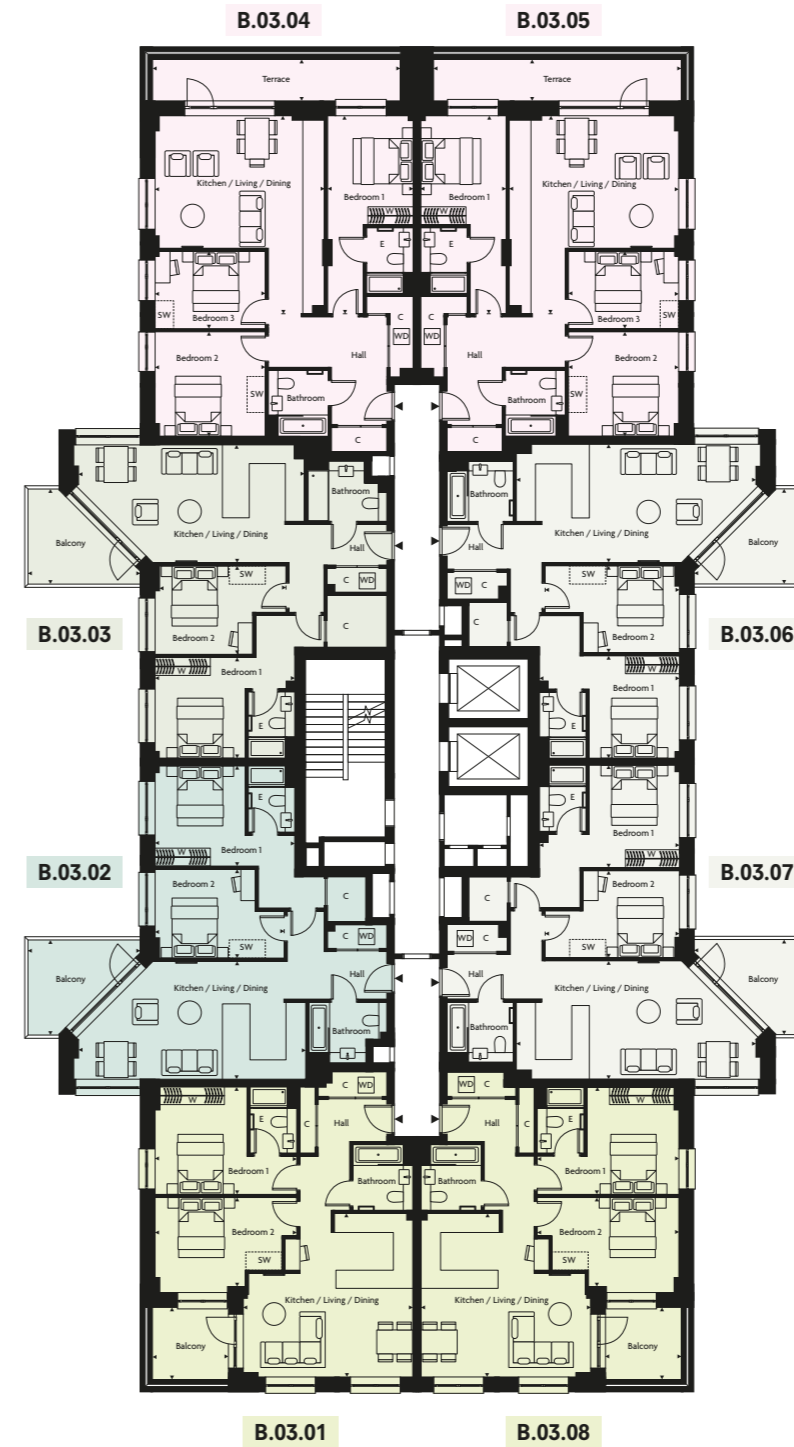 B.03.04 B.03.05
Terrace Terrace
Kitchen / Living / Dining Bedroom 1 Bedroom 1 Kitchen / Living / Dining
W W
E E
SW Bedroom 3 C C Bedroom 3 SW
WD WD
Bedroom 2 Hall Hall Bedroom 2
SW Bathroom Bathroom SW
C C
Bathroom Bathroom
Kitchen / Living / Dining Kitchen / Living / Dining
Balcony Hall Hall Balcony
SW C WD WD C SW
B.03.03 Bedroom 2 C C Bedroom 2 B.03.06
W Bedroom 1 W
Bedroom 1
E E
E E
Bedroom 1 Bedroom 1
W W
B.03.02 Bedroom 2 C C Bedroom 2 B.03.07
SW C WD WD C SW
Balcony Hall Hall Balcony
Kitchen / Living / Dining Kitchen / Living / Dining
Bathroom Bathroom
C WD WD C
W W
E C Hall Hall C E
Bedroom 1 Bathroom Bathroom Bedroom 1
Bedroom 2 Bedroom 2
SW SW
Kitchen / Living / Dining Kitchen / Living / Dining
Balcony Balcony
B.03.01 B.03.08